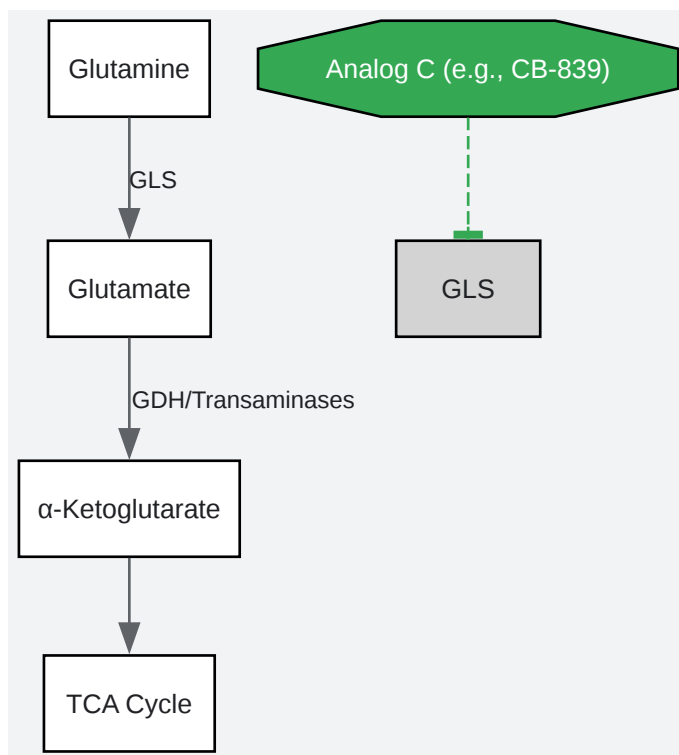 Glutamine
Analog C (e.g., CB-839)
GLS
Glutamate
GLS
GDH/Transaminases
α-Ketoglutarate
TCA Cycle